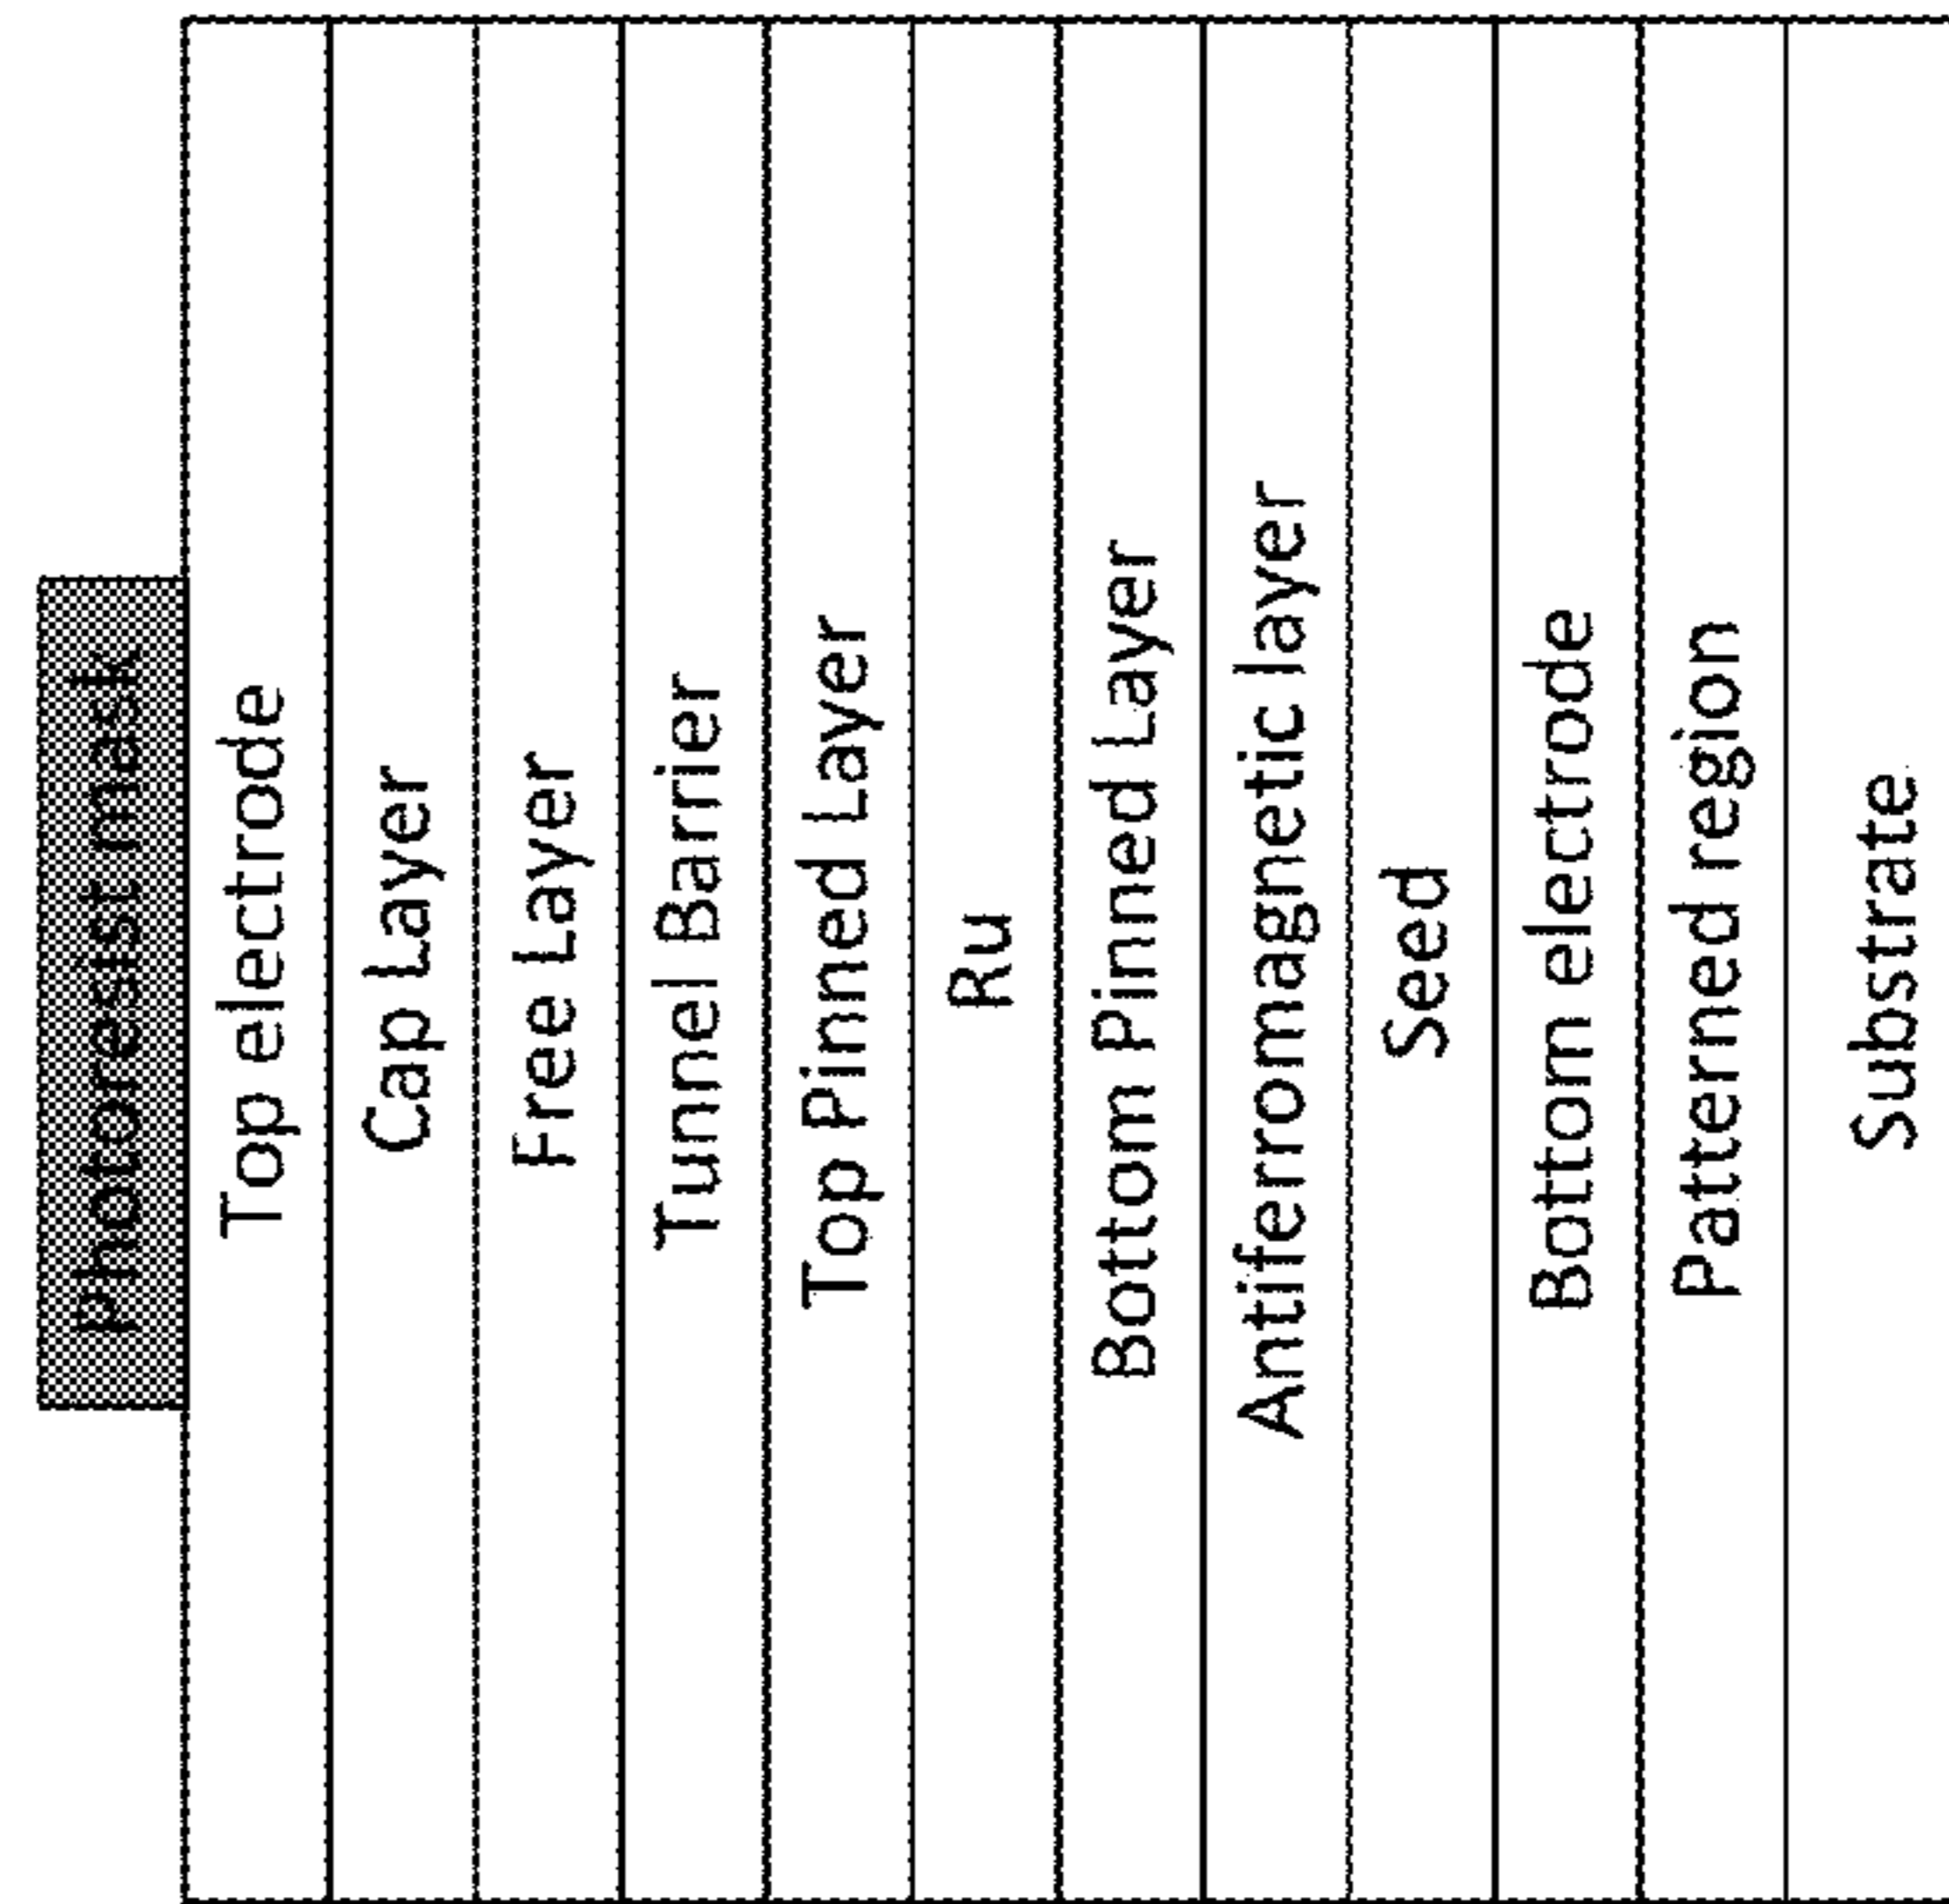 photoresist mask
Top electrode
Cap Layer
Free Layer
Tunnel Barrier
Top Pinned Layer
Ru
Bottom Pinned Layer
Antiferromagnetic layer
Seed
Bottom electrode
Patterned region
Substrate